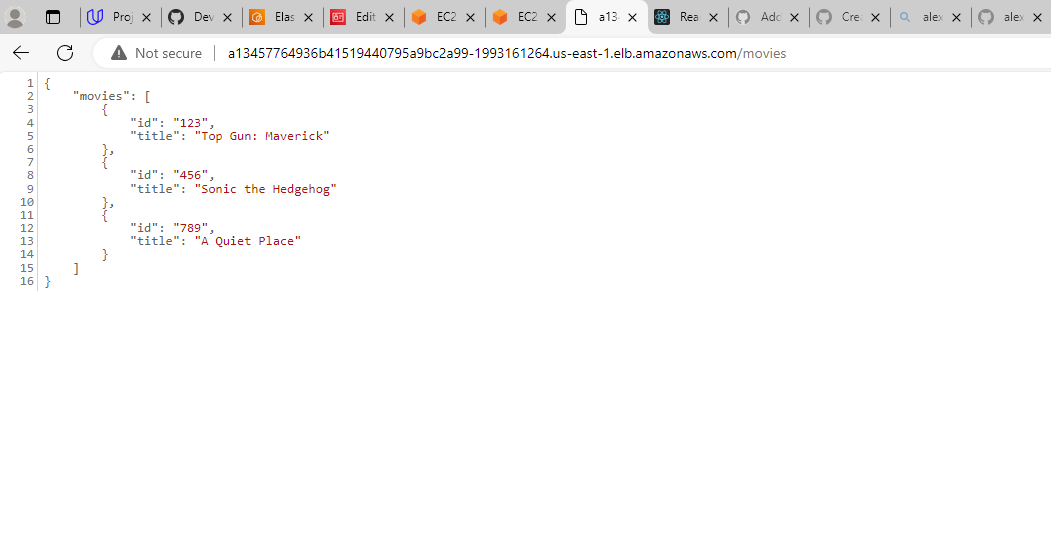 Proj
Dev
Elas
Edit
EC2
EC2
a13
Rea
Add
Cre
alex
alex
Not secure
a13457764936b41519440795a9bc2a99-1993161264.us-east-1.elb.amazonaws.com/movies
1 {
2 "movies": [
3 {
4 "id": "123",
5 "title": "Top Gun: Maverick"
6 },
7 {
8 "id": "456",
9 "title": "Sonic the Hedgehog"
10 },
11 {
12 "id": "789",
13 "title": "A Quiet Place"
14 }
15 ]
16 }